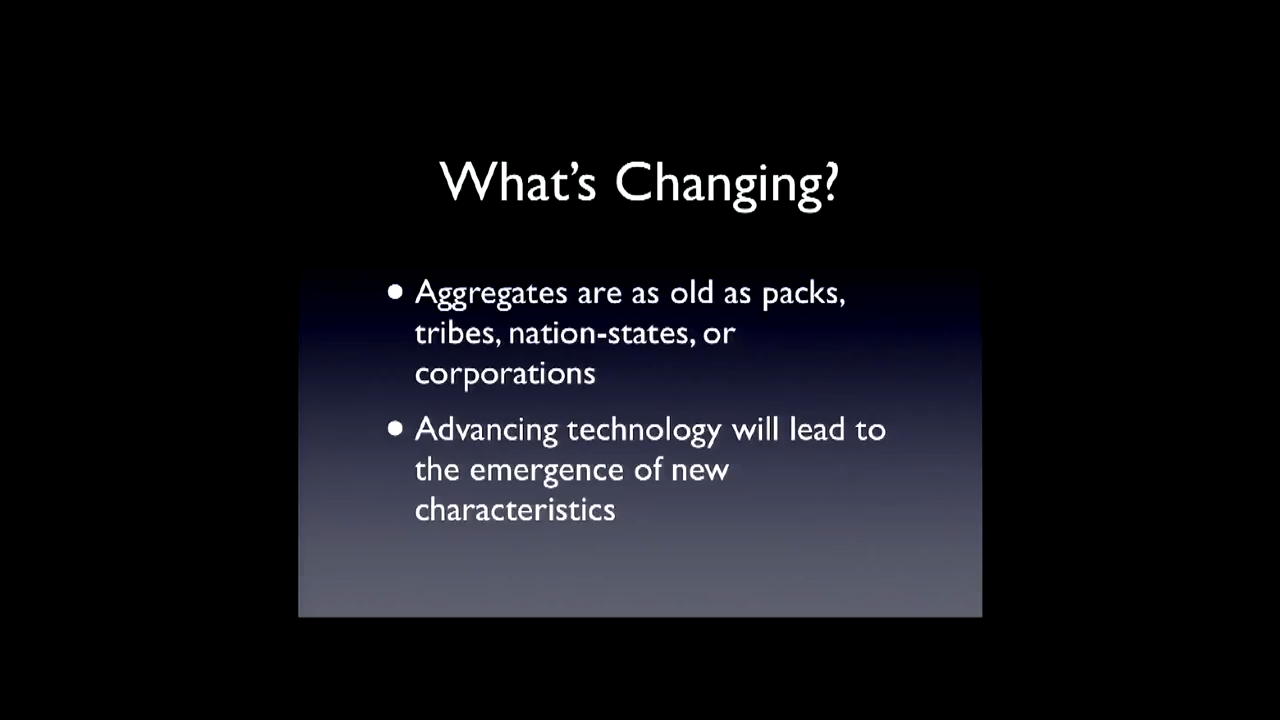 What's Changing?
• Aggregates are as old as packs,
tribes, nation-states, or
corporations
• Advancing technology will lead to
the emergence of new
characteristics